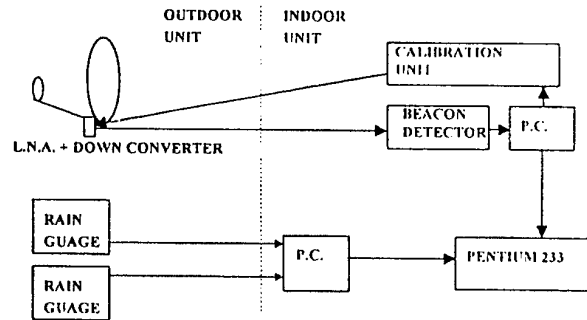 OUTDOOR UNIT
INDOOR UNIT
CALIBRATION UNIT
BEACON DETECTOR
P.C.
L.N.A. + DOWN CONVERTER
RAIN GUAGE
P.C.
PENTIUM 233
RAIN GUAGE